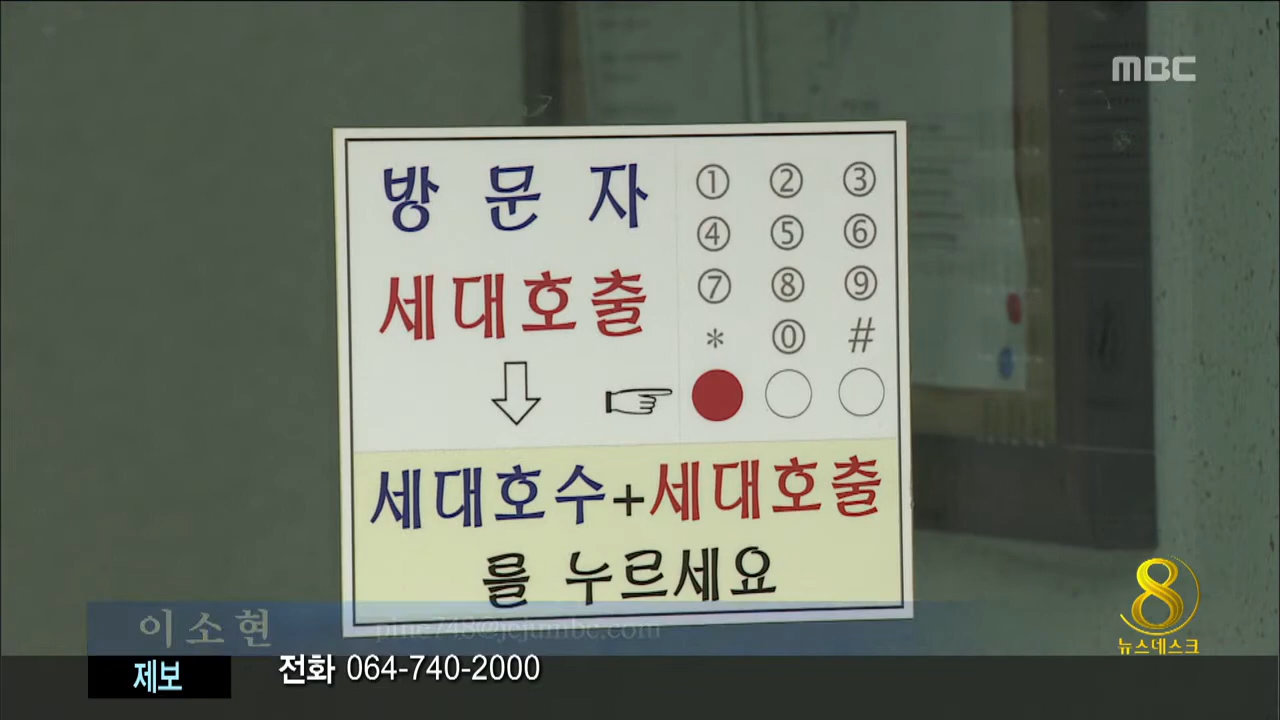 MBC
방문자
① ② ③
④ ⑤ ⑥
세대호출
⑦ ⑧ ⑨
* ⓪ #
세대호수+세대호출
를 누르세요
8
뉴스데스크
이소현
제보
전화 064-740-2000